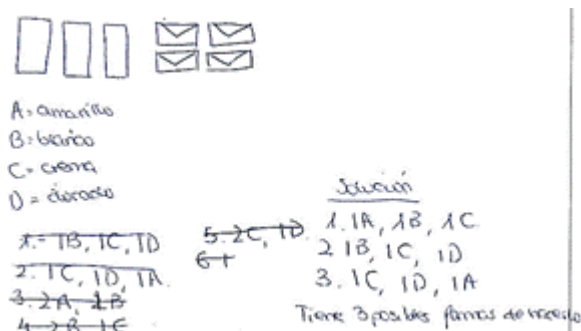 A = amarillo
B = blanco
C = crema
D = dorado
1.- 1B, 1C, 1D
2. 1C, 1D, 1A.
3. 2A, 1B
4. 2B, 1C
5. 2C, 1D
6 1
Solución
1. 1A, 1B, 1C
2 1B, 1C, 1D
3. 1C, 1D, 1A
Tiene 3 posibles formas de hacerlo